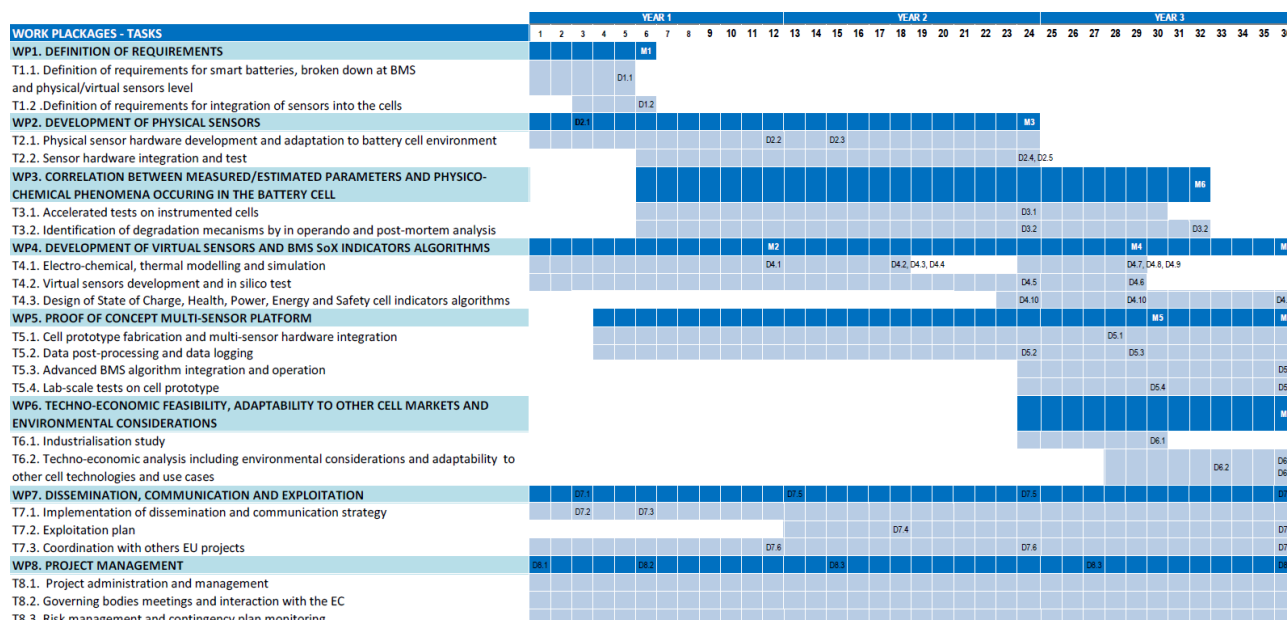 YEAR 1 YEAR 2 YEAR 3
WORK PLACKAGES - TASKS 1 2 3 4 5 6 7 8 9 10 11 12 13 14 15 16 17 18 19 20 21 22 23 24 25 26 27 28 29 30 31 32 33 34 35
WP1. DEFINITION OF REQUIREMENTS M1
T1.1. Definition of requirements for smart batteries, broken down at BMS
and physical/virtual sensors level D1.1
T1.2 .Definition of requirements for integration of sensors into the cells D1.2
WP2. DEVELOPMENT OF PHYSICAL SENSORS D2.1 M3
T2.1. Physical sensor hardware development and adaptation to battery cell environment D2.2 D2.3
T2.2. Sensor hardware integration and test D2.4, D2.5
WP3. CORRELATION BETWEEN MEASURED/ESTIMATED PARAMETERS AND PHYSICO-
CHEMICAL PHENOMENA OCCURING IN THE BATTERY CELL M6
T3.1. Accelerated tests on instrumented cells D3.1
T3.2. Identification of degradation mecanisms by in operando and post-mortem analysis D3.2 D3.2
WP4. DEVELOPMENT OF VIRTUAL SENSORS AND BMS SoX INDICATORS ALGORITHMS M2 M4 M
T4.1. Electro-chemical, thermal modelling and simulation D4.1 D4.2, D4.3, D4.4 D4.7, D4.8, D4.9
T4.2. Virtual sensors development and in silico test D4.5 D4.6
T4.3. Design of State of Charge, Health, Power, Energy and Safety cell indicators algorithms D4.10 D4.10 D4.
WP5. PROOF OF CONCEPT MULTI-SENSOR PLATFORM M5 M
T5.1. Cell prototype fabrication and multi-sensor hardware integration D5.1
T5.2. Data post-processing and data logging D5.2 D5.3
T5.3. Advanced BMS algorithm integration and operation D5
T5.4. Lab-scale tests on cell prototype D5.4 D5
WP6. TECHNO-ECONOMIC FEASIBILITY, ADAPTABILITY TO OTHER CELL MARKETS AND
ENVIRONMENTAL CONSIDERATIONS M
T6.1. Industrialisation study D6.1
T6.2. Techno-economic analysis including environmental considerations and adaptability to D6
other cell technologies and use cases D6.2 D6
WP7. DISSEMINATION, COMMUNICATION AND EXPLOITATION D7.1 D7.5 D7.5 D7
T7.1. Implementation of dissemination and communication strategy D7.2 D7.3
T7.2. Exploitation plan D7.4 D7
T7.3. Coordination with others EU projects D7.6 D7.6 D7
WP8. PROJECT MANAGEMENT D8.1 D8.2 D8.3 D8.3 D8
T8.1. Project administration and management
T8.2. Governing bodies meetings and interaction with the EC
T8.3. Risk management and contingency plan monitoring